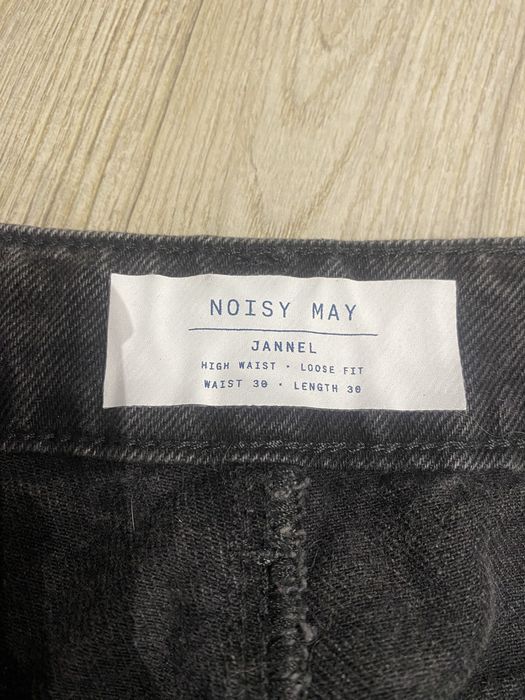 NOISY MAY
JANNEL
HIGH WAIST · LOOSE FIT
WAIST 30 · LENGTH 30